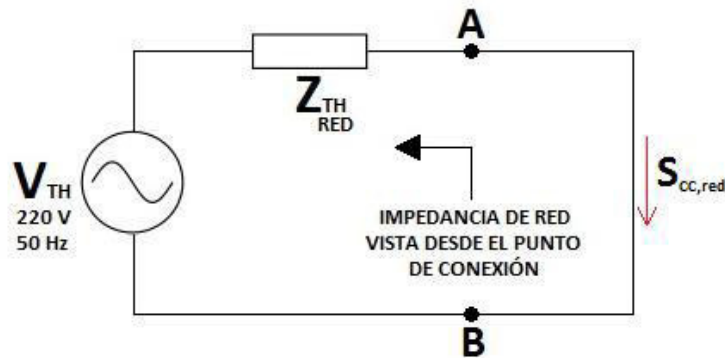 A
Z TH
RED
V TH
220 V
50 Hz
S cc,red
IMPEDANCIA DE RED
VISTA DESDE EL PUNTO
DE CONEXIÓN
B